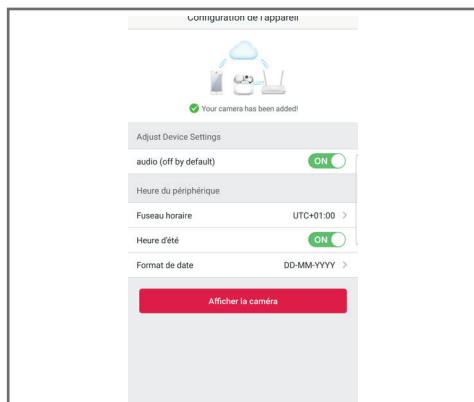 Configuration de l'appareil
Your camera has been added!
Adjust Device Settings
audio (off by default) ON
Heure du périphérique
Fuseau horaire UTC+01:00 >
Heure d'été ON
Format de date DD-MM-YYYY >
Afficher la caméra